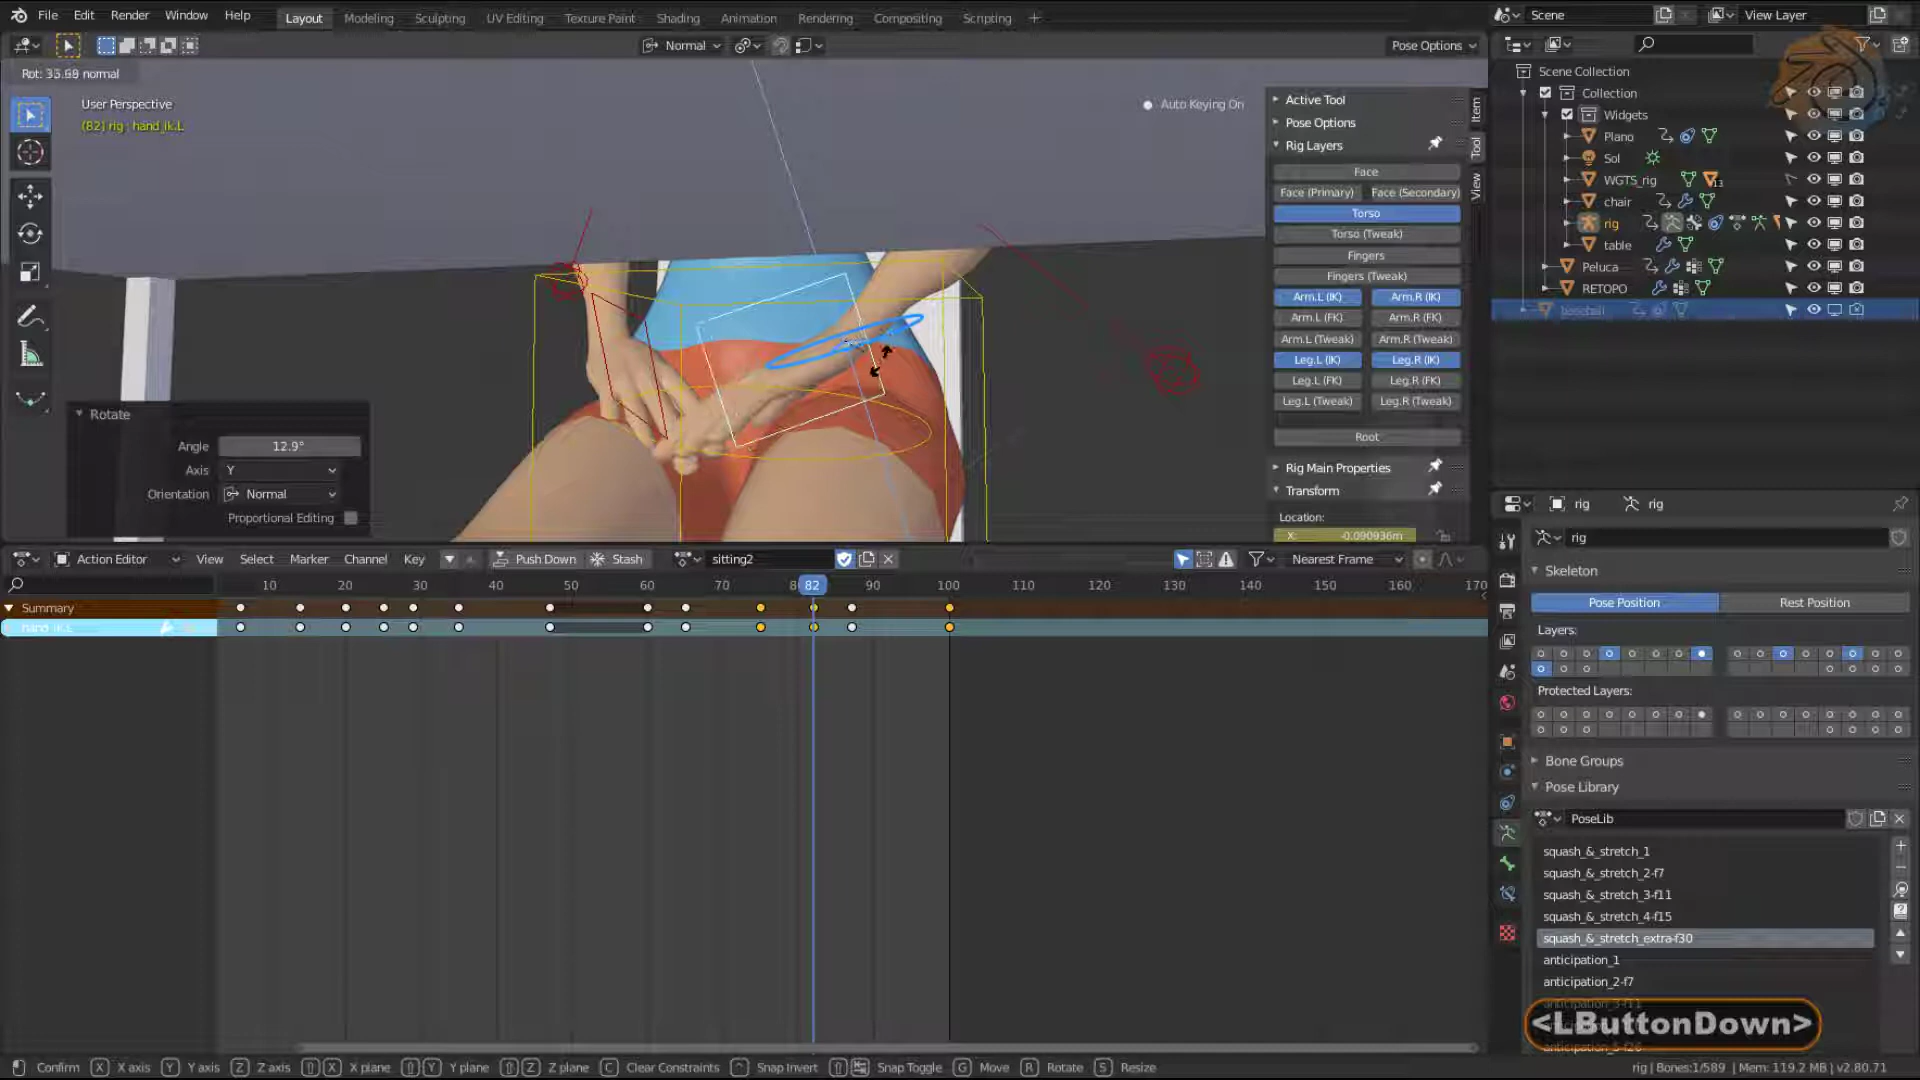 File Edit Render Window Help Layout Modeling Sculpting UV Editing Texture Paint Shading Animation Rendering Compositing Scripting Scene View Layer
Normal Pose Options
Rot: 35.69 normal
User Perspective
(82) rig : hand_ik.L
Auto Keying On
Active Tool
Pose Options
Rig Layers
Face
Face (Primary) Face (Secondary)
Torso
Torso (Tweak)
Fingers
Fingers (Tweak)
Arm.L (IK) Arm.R (IK)
Arm.L (FK) Arm.R (FK)
Arm.L (Tweak) Arm.R (Tweak)
Leg.L (IK) Leg.R (IK)
Leg.L (FK) Leg.R (FK)
Leg.L (Tweak) Leg.R (Tweak)
Root
Rig Main Properties
Transform
Location:
X: -0.090936m
Item
Tool
View
Scene Collection
Collection
Widgets
Plano
Sol
WGTS_rig 13
chair
rig
table
Peluca
RETOPO
Rotate
Angle 12.9°
Axis Y
Orientation Normal
Proportional Editing
Action Editor View Select Marker Channel Key Push Down Stash sitting2 Nearest Frame
10 20 30 40 50 60 70 8 82 90 100 110 120 130 140 150 160 170
Summary
rig rig
rig
Skeleton
Pose Position Rest Position
Layers:
Protected Layers:
Bone Groups
Pose Library
PoseLib
squash_&_stretch_1
squash_&_stretch_2-f7
squash_&_stretch_3-f11
squash_&_stretch_4-f15
squash_&_stretch_extra-f30
anticipation_1
anticipation_2-f7
<LButtonDown>
Confirm X X axis Y Y axis Z Z axis X X plane Y Y plane Z Z plane C Clear Constraints Snap Invert Snap Toggle G Move R Rotate S Resize
rig | Bones:1/589 | Mem: 119.2 MB | v2.80.71